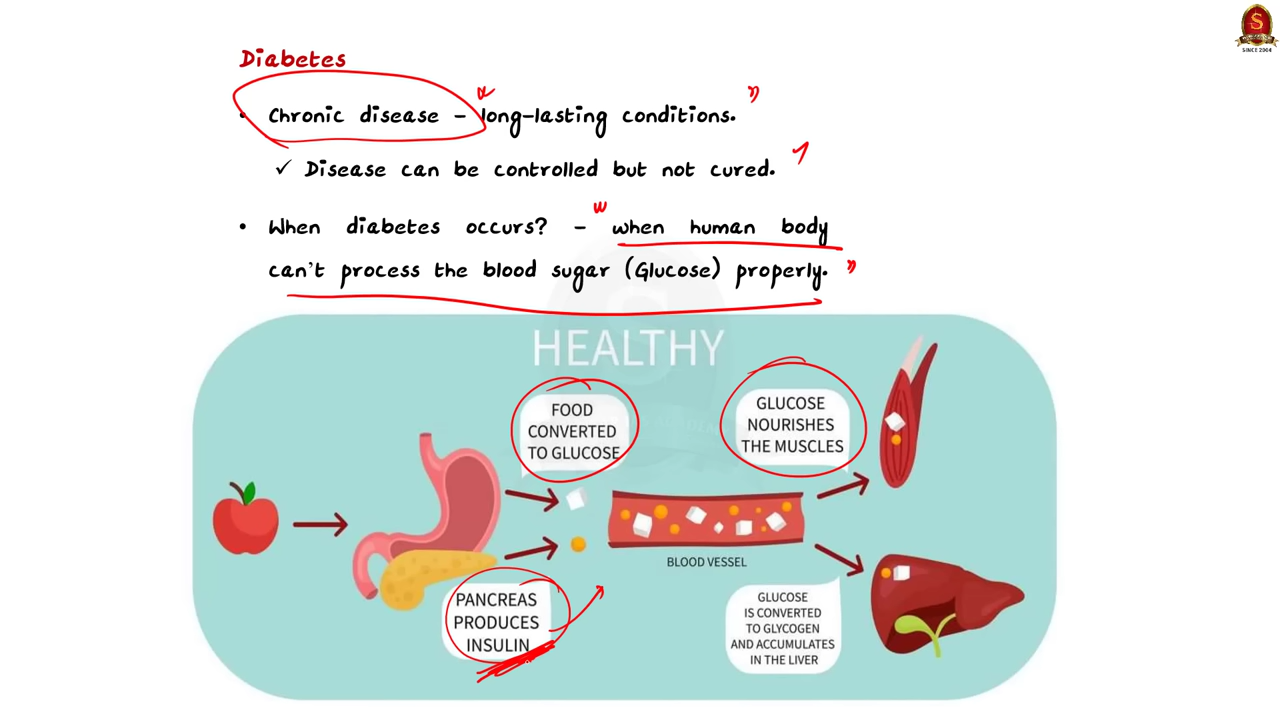 Diabetes
• Chronic disease – long-lasting conditions.
✓ Disease can be controlled but not cured.
• When diabetes occurs? – when human body
can't process the blood sugar (Glucose) properly.
HEALTHY
FOOD
CONVERTED
TO GLUCOSE
GLUCOSE
NOURISHES
THE MUSCLES
BLOOD VESSEL
PANCREAS
PRODUCES
INSULIN
GLUCOSE
IS CONVERTED
TO GLYCOGEN
AND ACCUMULATES
IN THE LIVER
S
SINCE 2004